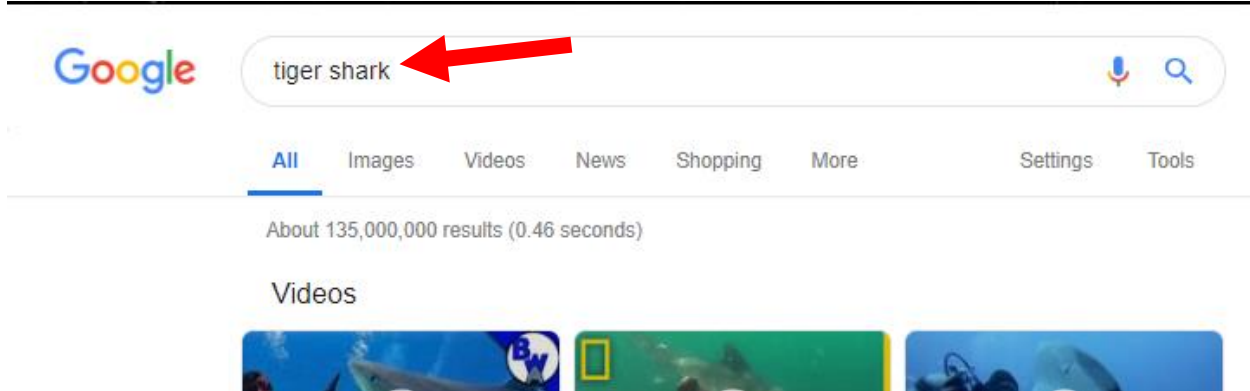 Google
tiger shark
All Images Videos News Shopping More Settings Tools
About 135,000,000 results (0.46 seconds)
Videos
BW